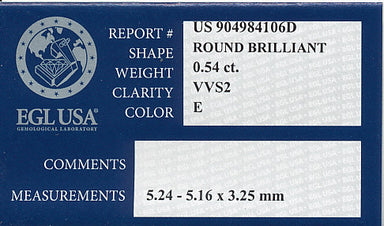 REPORT # US 904984106D
SHAPE ROUND BRILLIANT
WEIGHT 0.54 ct.
CLARITY VVS2
COLOR E
EGL USA®
GEMOLOGICAL LABORATORY
COMMENTS
MEASUREMENTS 5.24 - 5.16 x 3.25 mm